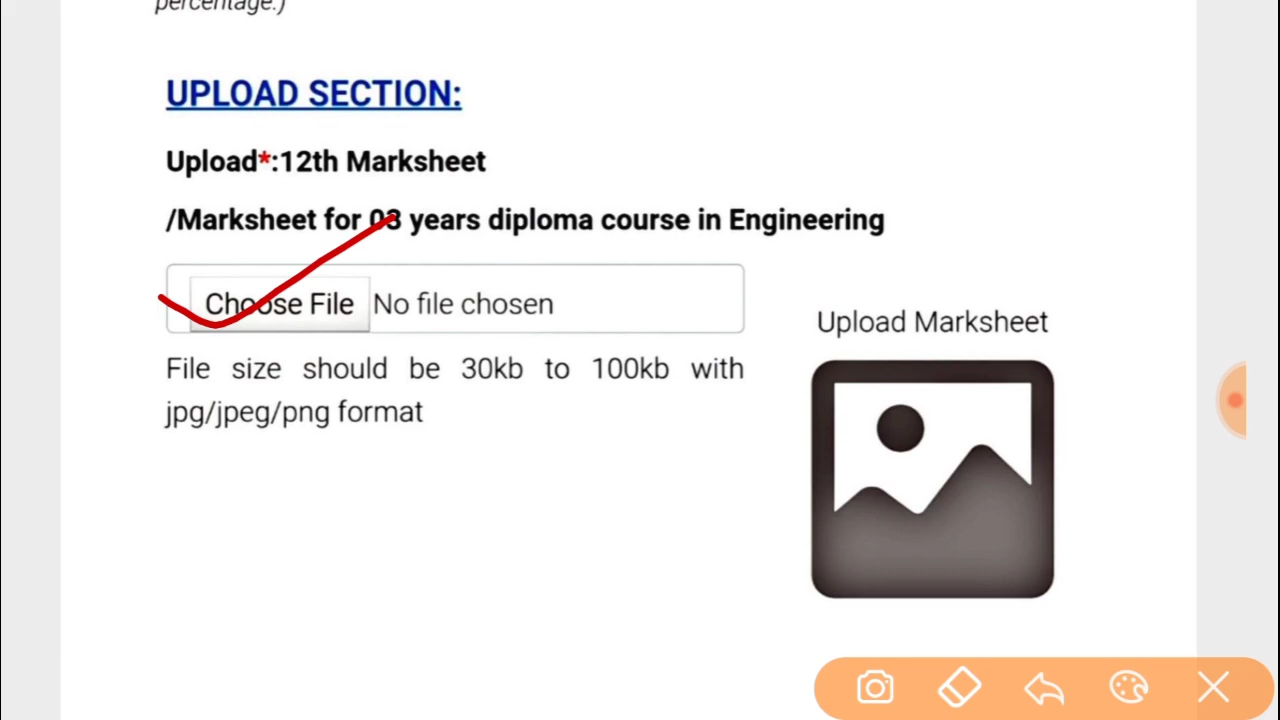 percentage.)
UPLOAD SECTION:
Upload*:12th Marksheet
/Marksheet for 03 years diploma course in Engineering
Choose File No file chosen
File size should be 30kb to 100kb with
jpg/jpeg/png format
Upload Marksheet